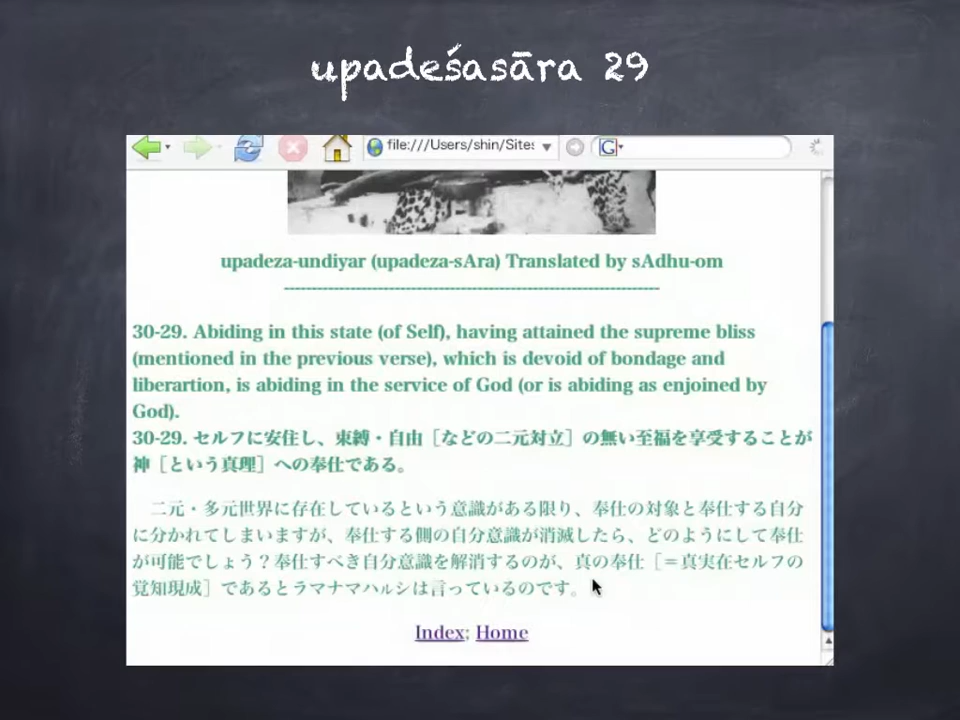 upadeśasāra 29
file:///Users/shin/Sites
G
upadeza-undiyar (upadeza-sAra) Translated by sAdhu-om
--------------------------------------------------------------------
30-29. Abiding in this state (of Self), having attained the supreme bliss
(mentioned in the previous verse), which is devoid of bondage and
liberartion, is abiding in the service of God (or is abiding as enjoined by
God).
30-29. セルフに安住し、束縛・自由［などの二元対立］の無い至福を享受することが
神［という真理］への奉仕である。
二元・多元世界に存在しているという意識がある限り、奉仕の対象と奉仕する自分
に分かれてしまいますが、奉仕する側の自分意識が消滅したら、どのようにして奉仕
が可能でしょう？奉仕すべき自分意識を解消するのが、真の奉仕［＝真実在セルフの
覚知現成］であるとラマナマハルシは言っているのです。
Index; Home